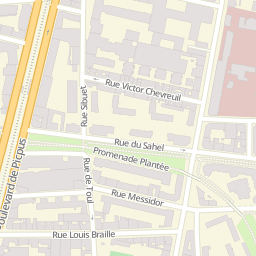 Rue Victor Chevreuil
Rue Sibuet
Rue du Sahel
Promenade Plantée
Boulevard de Picpus
Rue de Toul
Rue Messidor
Rue Louis Braille